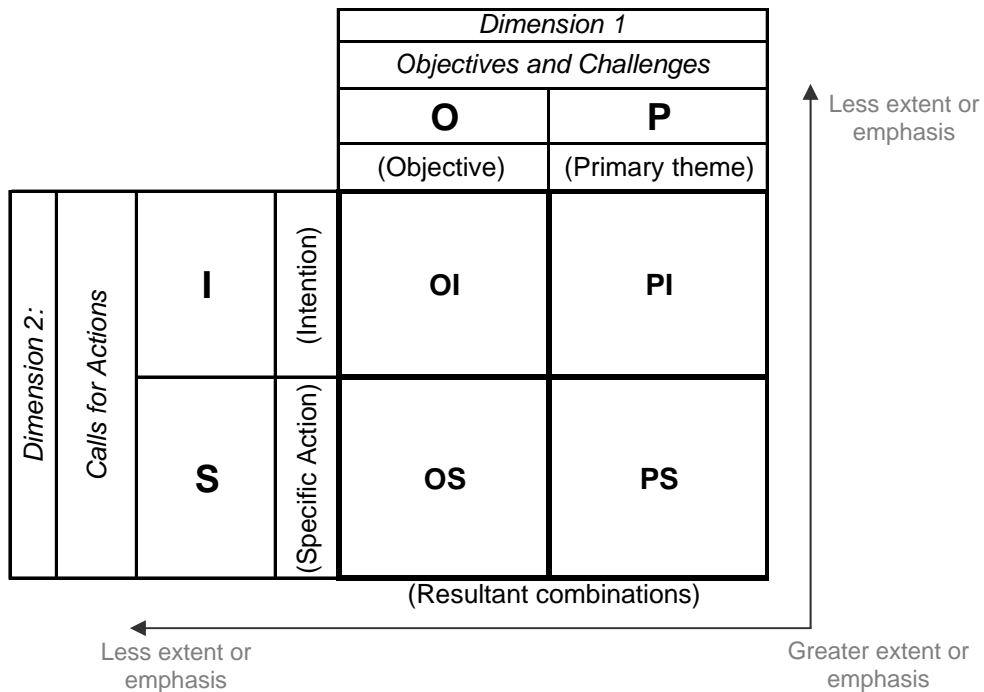 Dimension 1
Objectives and Challenges
O
P
(Objective)
(Primary theme)
Less extent or
emphasis
Dimension 2:
Calls for Actions
I
(Intention)
OI
PI
S
(Specific Action)
OS
PS
(Resultant combinations)
Less extent or
emphasis
Greater extent or
emphasis